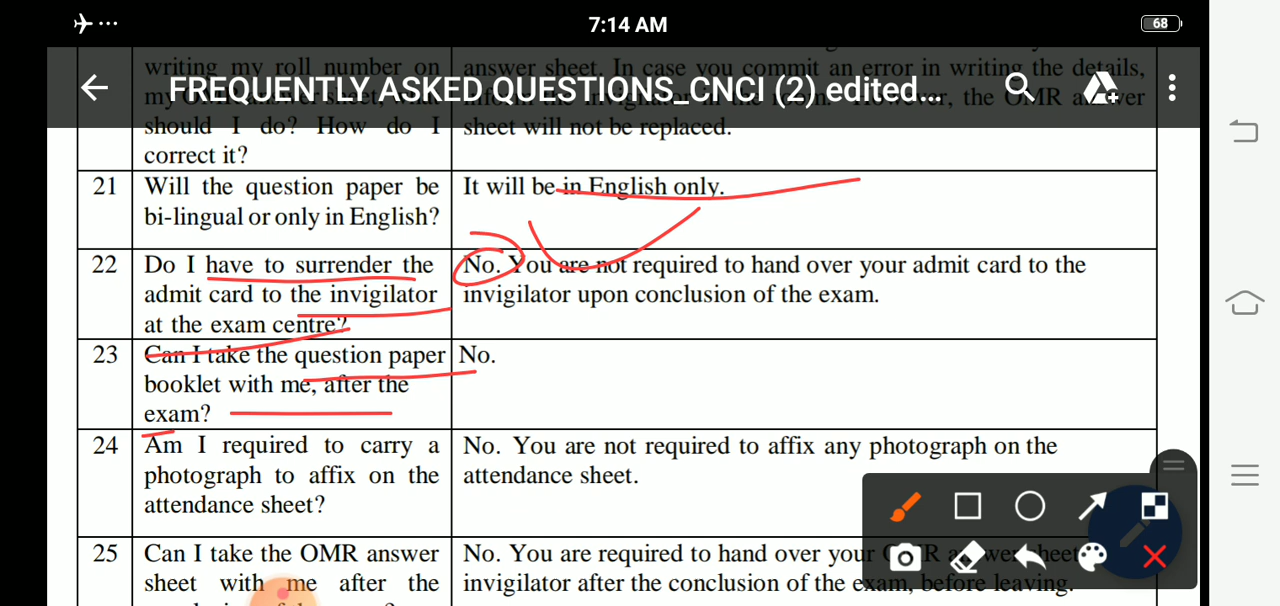 7:14 AM
68
FREQUENTLY ASKED QUESTIONS_CNCI (2) edited...
writing my roll number on
answer sheet. In case you commit an error in writing the details,
should I do? How do I
sheet will not be replaced.
correct it?
21
Will the question paper be
bi-lingual or only in English?
It will be in English only.
22
Do I have to surrender the
admit card to the invigilator
at the exam centre?
No. You are not required to hand over your admit card to the
invigilator upon conclusion of the exam.
23
Can I take the question paper
booklet with me, after the
exam?
No.
24
Am I required to carry a
photograph to affix on the
attendance sheet?
No. You are not required to affix any photograph on the
attendance sheet.
25
Can I take the OMR answer
sheet with me after the
No. You are required to hand over your OMR answer sheet
invigilator after the conclusion of the exam, before leaving.